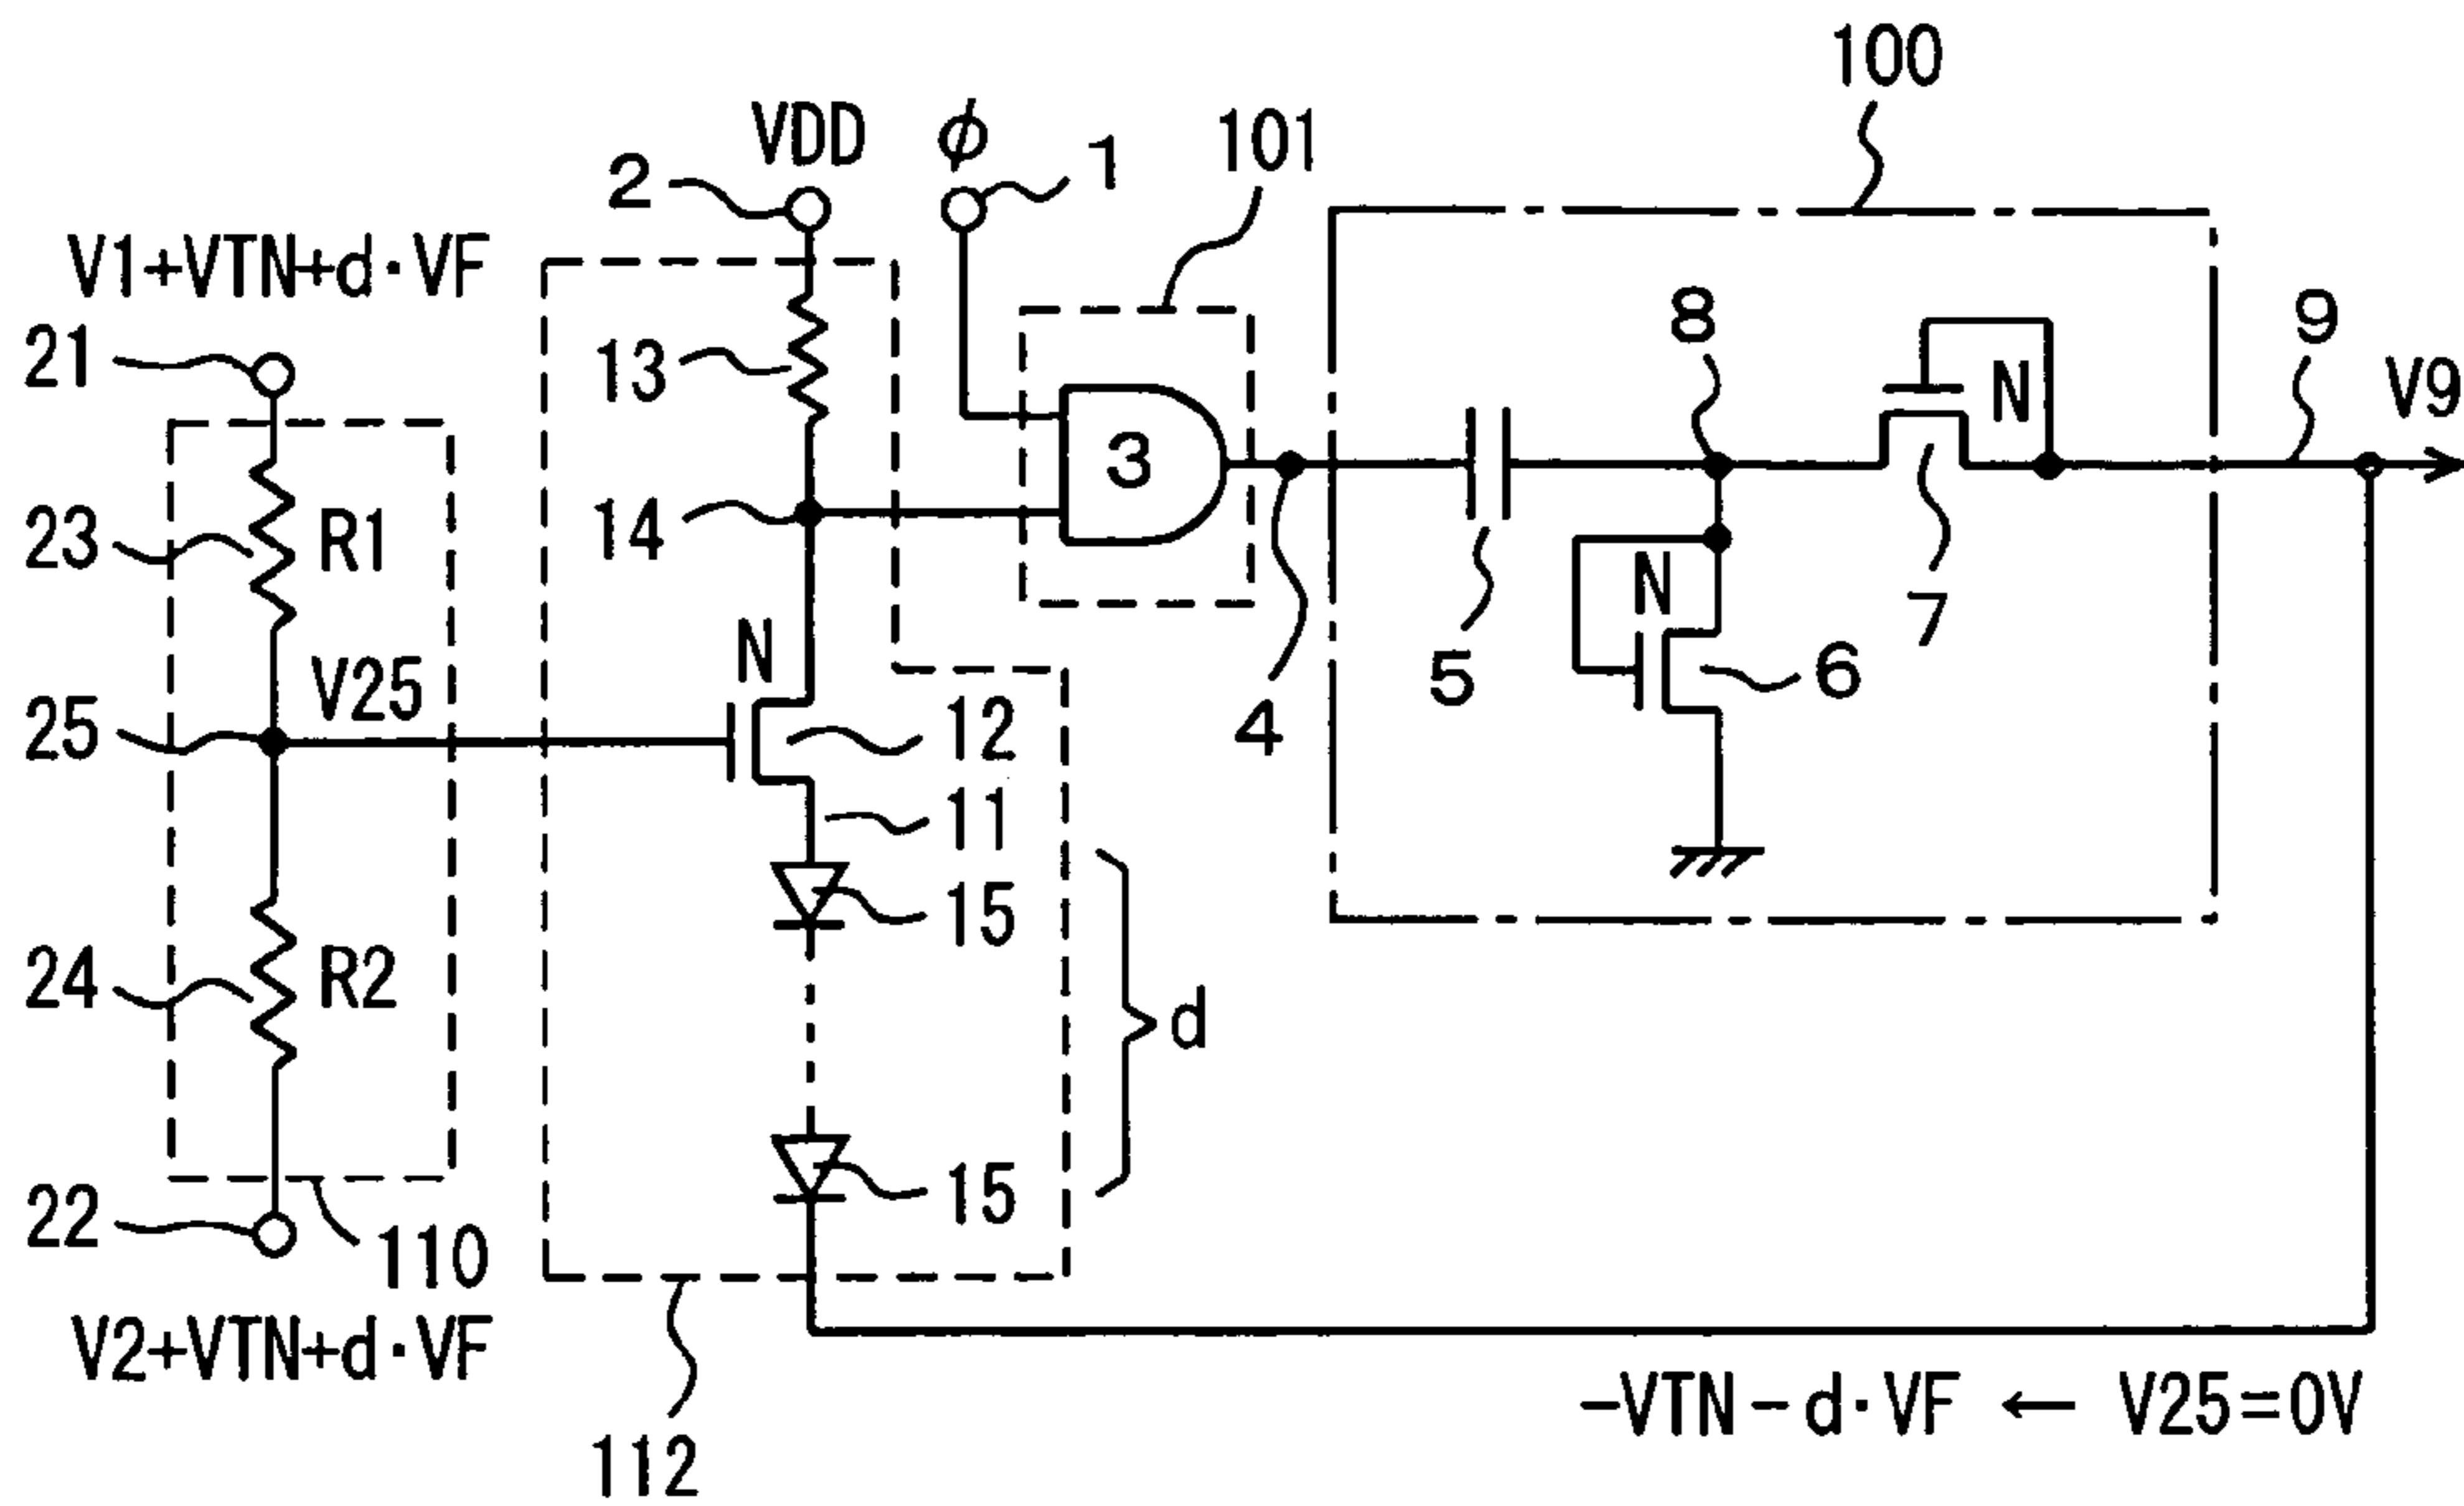 100
VDD
ϕ
1
101
2
V1+VTN+d·VF
21
13
8
9
N
V9
3
23
R1
14
N
7
5
6
4
N
V25
25
12
11
15
24
R2
d
15
22
110
V2+VTN+d·VF
112
-VTN-d·VF ← V25=0V